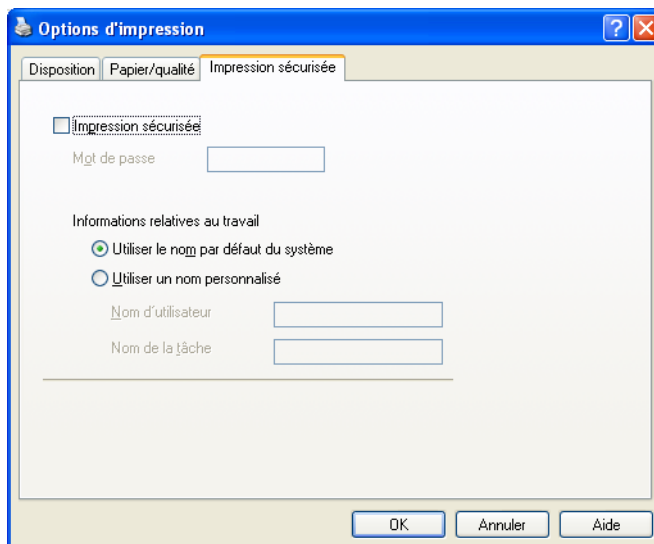 Options d'impression
Disposition Papier/qualité Impression sécurisée
Impression sécurisée
Mot de passe
Informations relatives au travail
Utiliser le nom par défaut du système
Utiliser un nom personnalisé
Nom d'utilisateur
Nom de la tâche
OK Annuler Aide